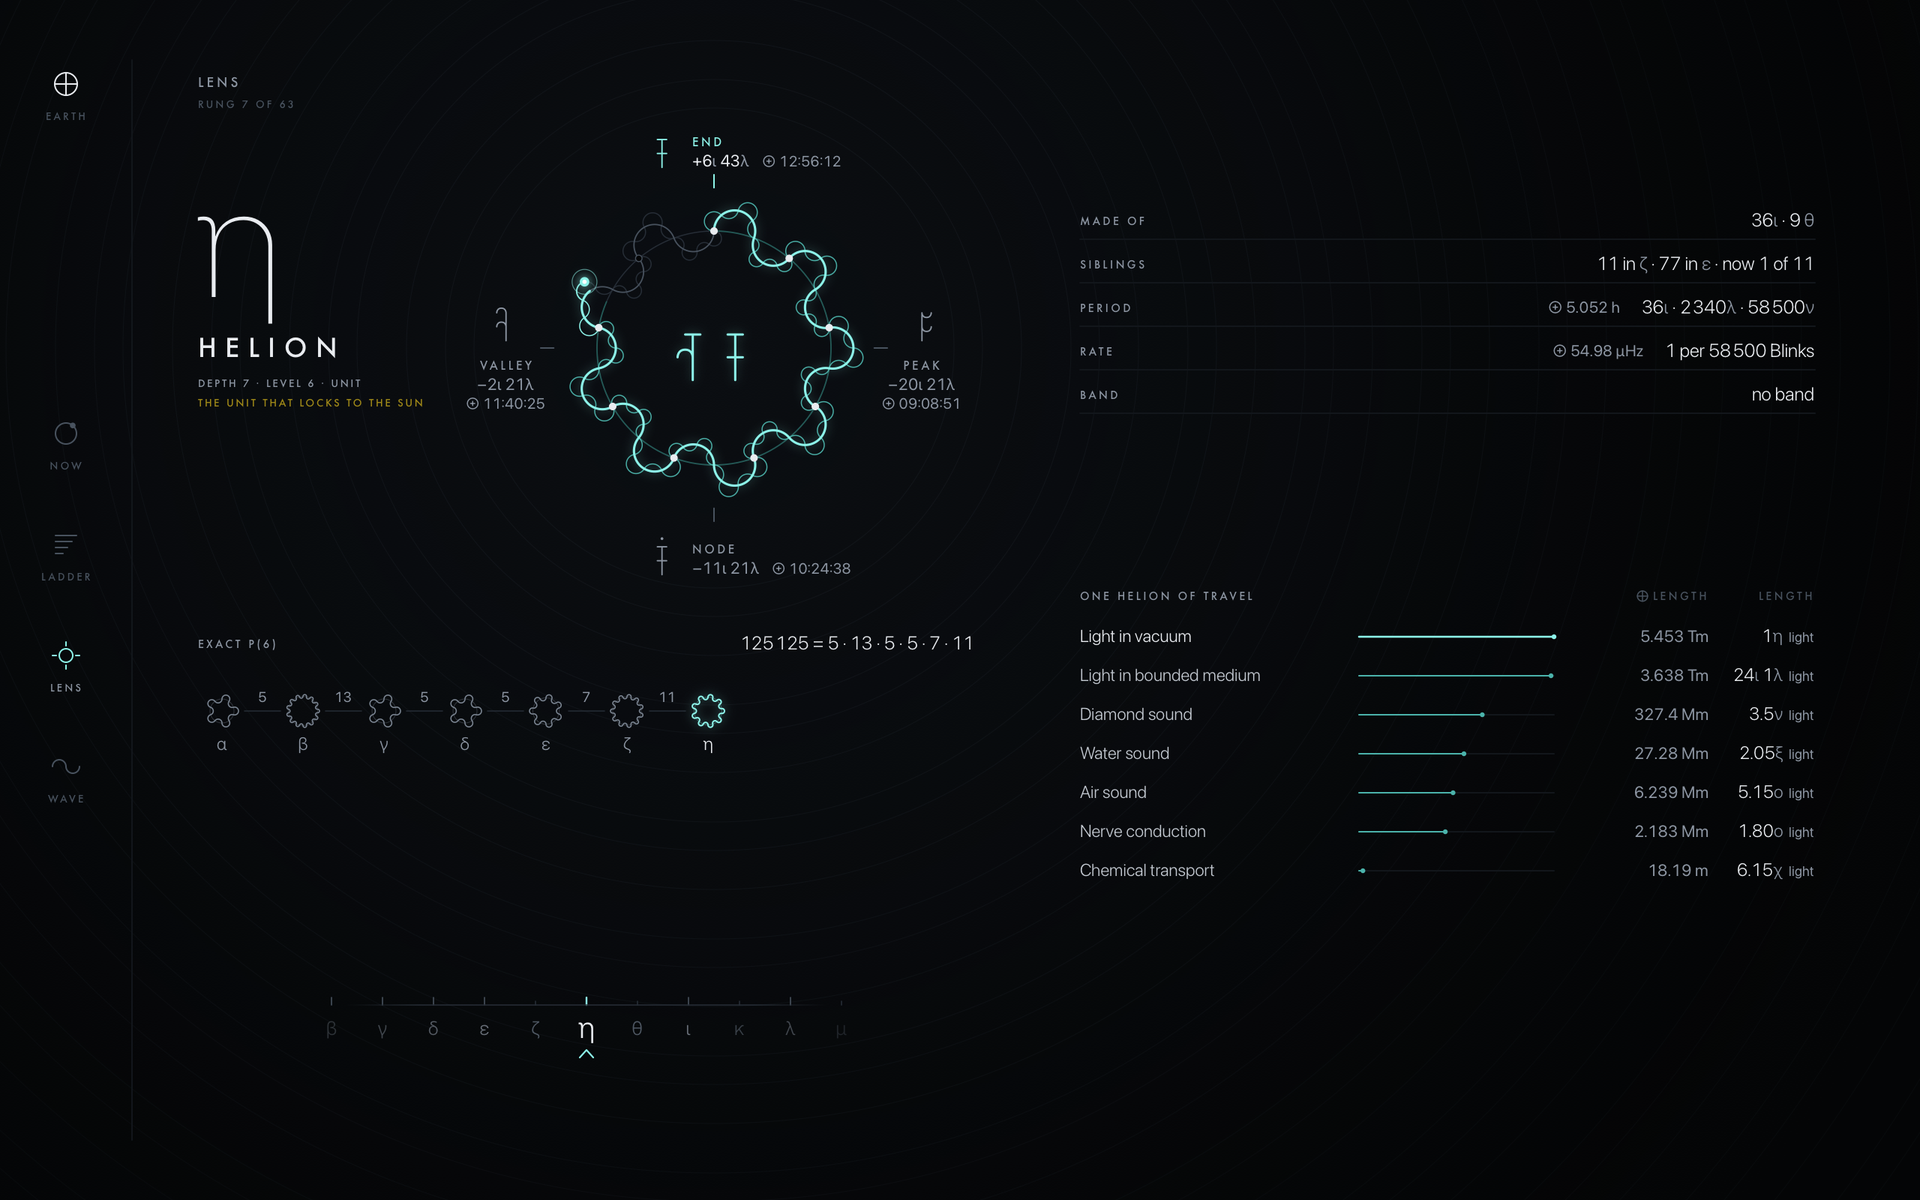 EARTH
NOW
LADDER
LENS
WAVE
LENS
RUNG 7 OF 63
η
HELION
DEPTH 7 · LEVEL 6 · UNIT
THE UNIT THAT LOCKS TO THE SUN
END
+6ι 43λ ⊕ 12:56:12
VALLEY
−2ι 21λ
⊕ 11:40:25
PEAK
−20ι 21λ
⊕ 09:08:51
NODE
−11ι 21λ ⊕ 10:24:38
EXACT P(6)
125 125 = 5 · 13 · 5 · 5 · 7 · 11
5 13 5 5 7 11
α β γ δ ε ζ η
β γ δ ε ζ η θ ι κ λ μ
MADE OF 36ι · 9 θ
SIBLINGS 11 in ζ · 77 in ε · now 1 of 11
PERIOD ⊕ 5.052 h 36ι · 2 340λ · 58 500ν
RATE ⊕ 54.98 μHz 1 per 58 500 Blinks
BAND no band
ONE HELION OF TRAVEL ⊕ LENGTH LENGTH
Light in vacuum 5.453 Tm 1η light
Light in bounded medium 3.638 Tm 24ι 1λ light
Diamond sound 327.4 Mm 3.5ν light
Water sound 27.28 Mm 2.05ξ light
Air sound 6.239 Mm 5.15ο light
Nerve conduction 2.183 Mm 1.80ο light
Chemical transport 18.19 m 6.15χ light